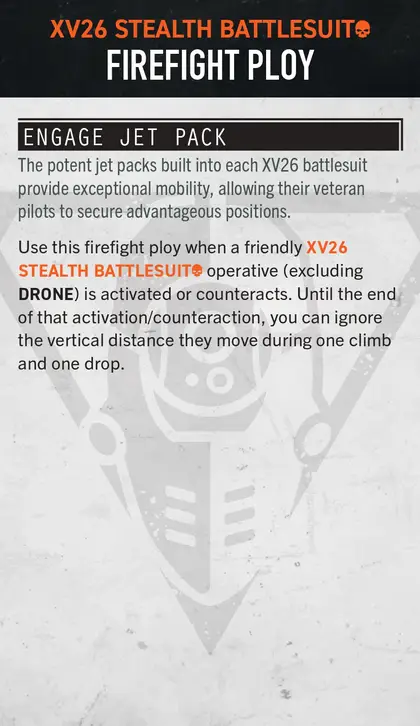 XV26 STEALTH BATTLESUIT
FIREFIGHT PLOY
ENGAGE JET PACK
The potent jet packs built into each XV26 battlesuit
provide exceptional mobility, allowing their veteran
pilots to secure advantageous positions.
Use this firefight ploy when a friendly XV26
STEALTH BATTLESUIT operative (excluding
DRONE) is activated or counteracts. Until the end
of that activation/counteraction, you can ignore
the vertical distance they move during one climb
and one drop.